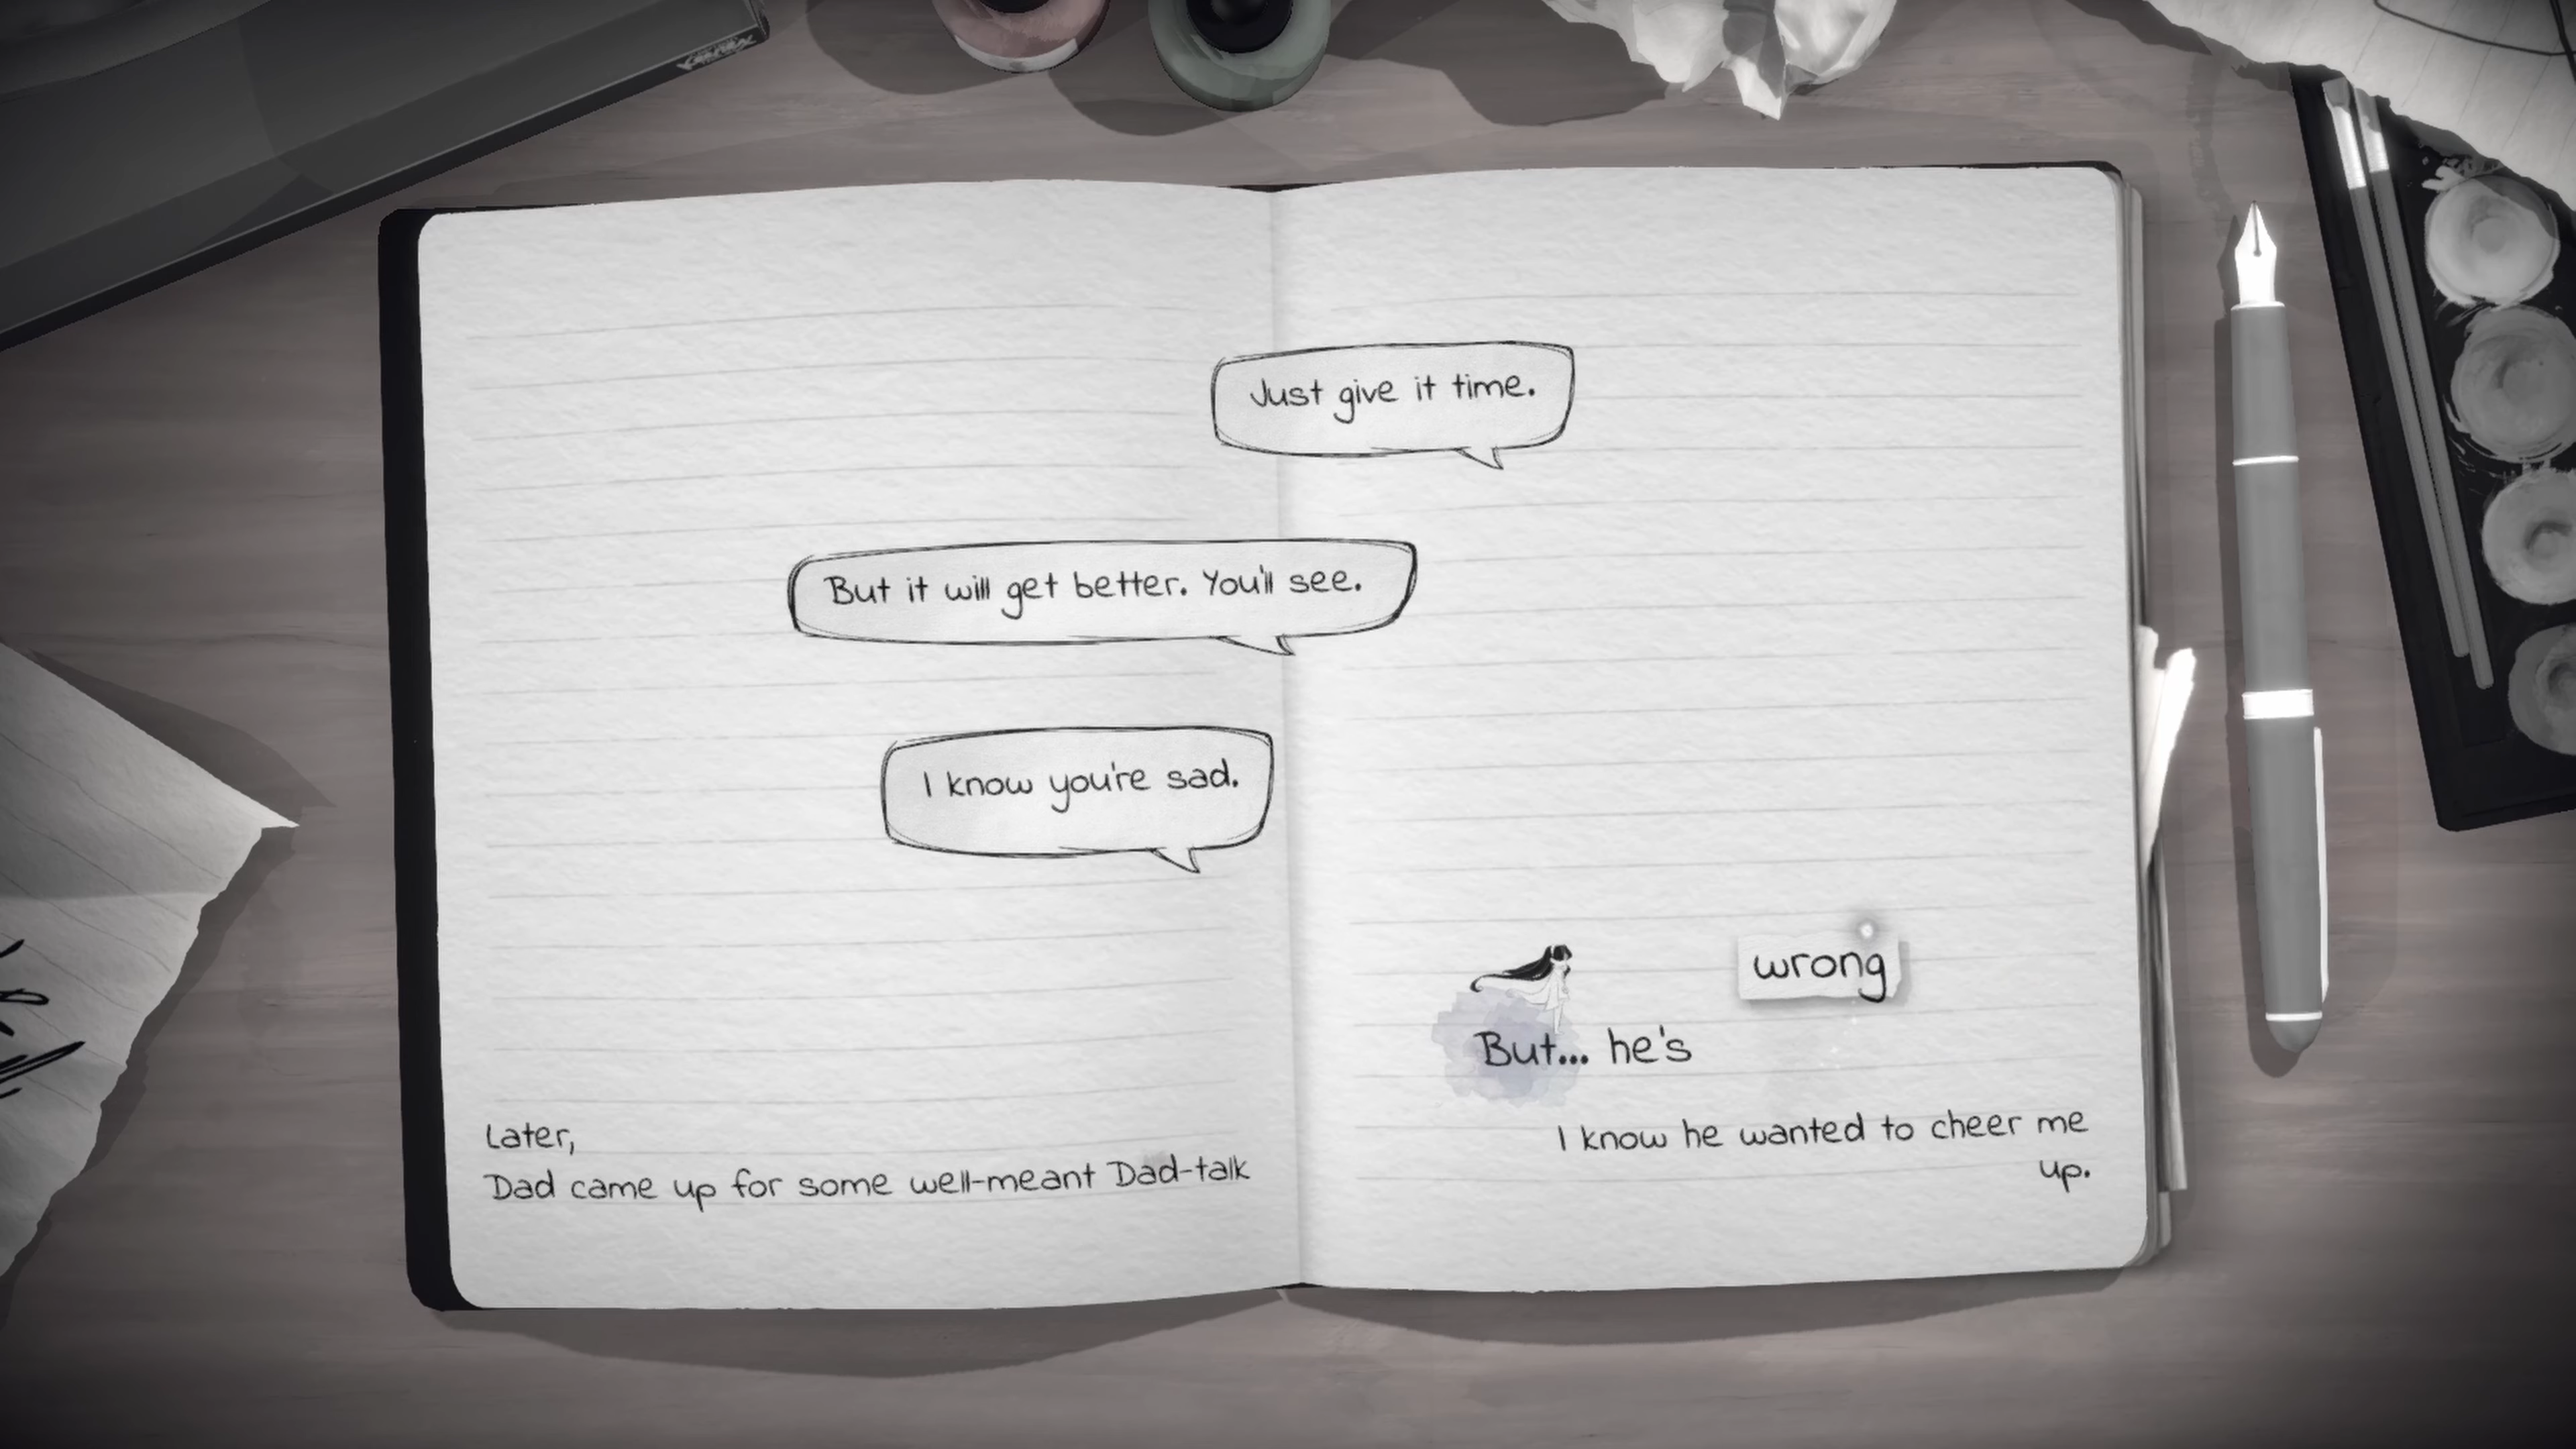 Just give it time.
But it will get better. You'll see.
I know you're sad.
Later,
Dad came up for some well-meant Dad-talk
wrong
But... he's
I know he wanted to cheer me
up.